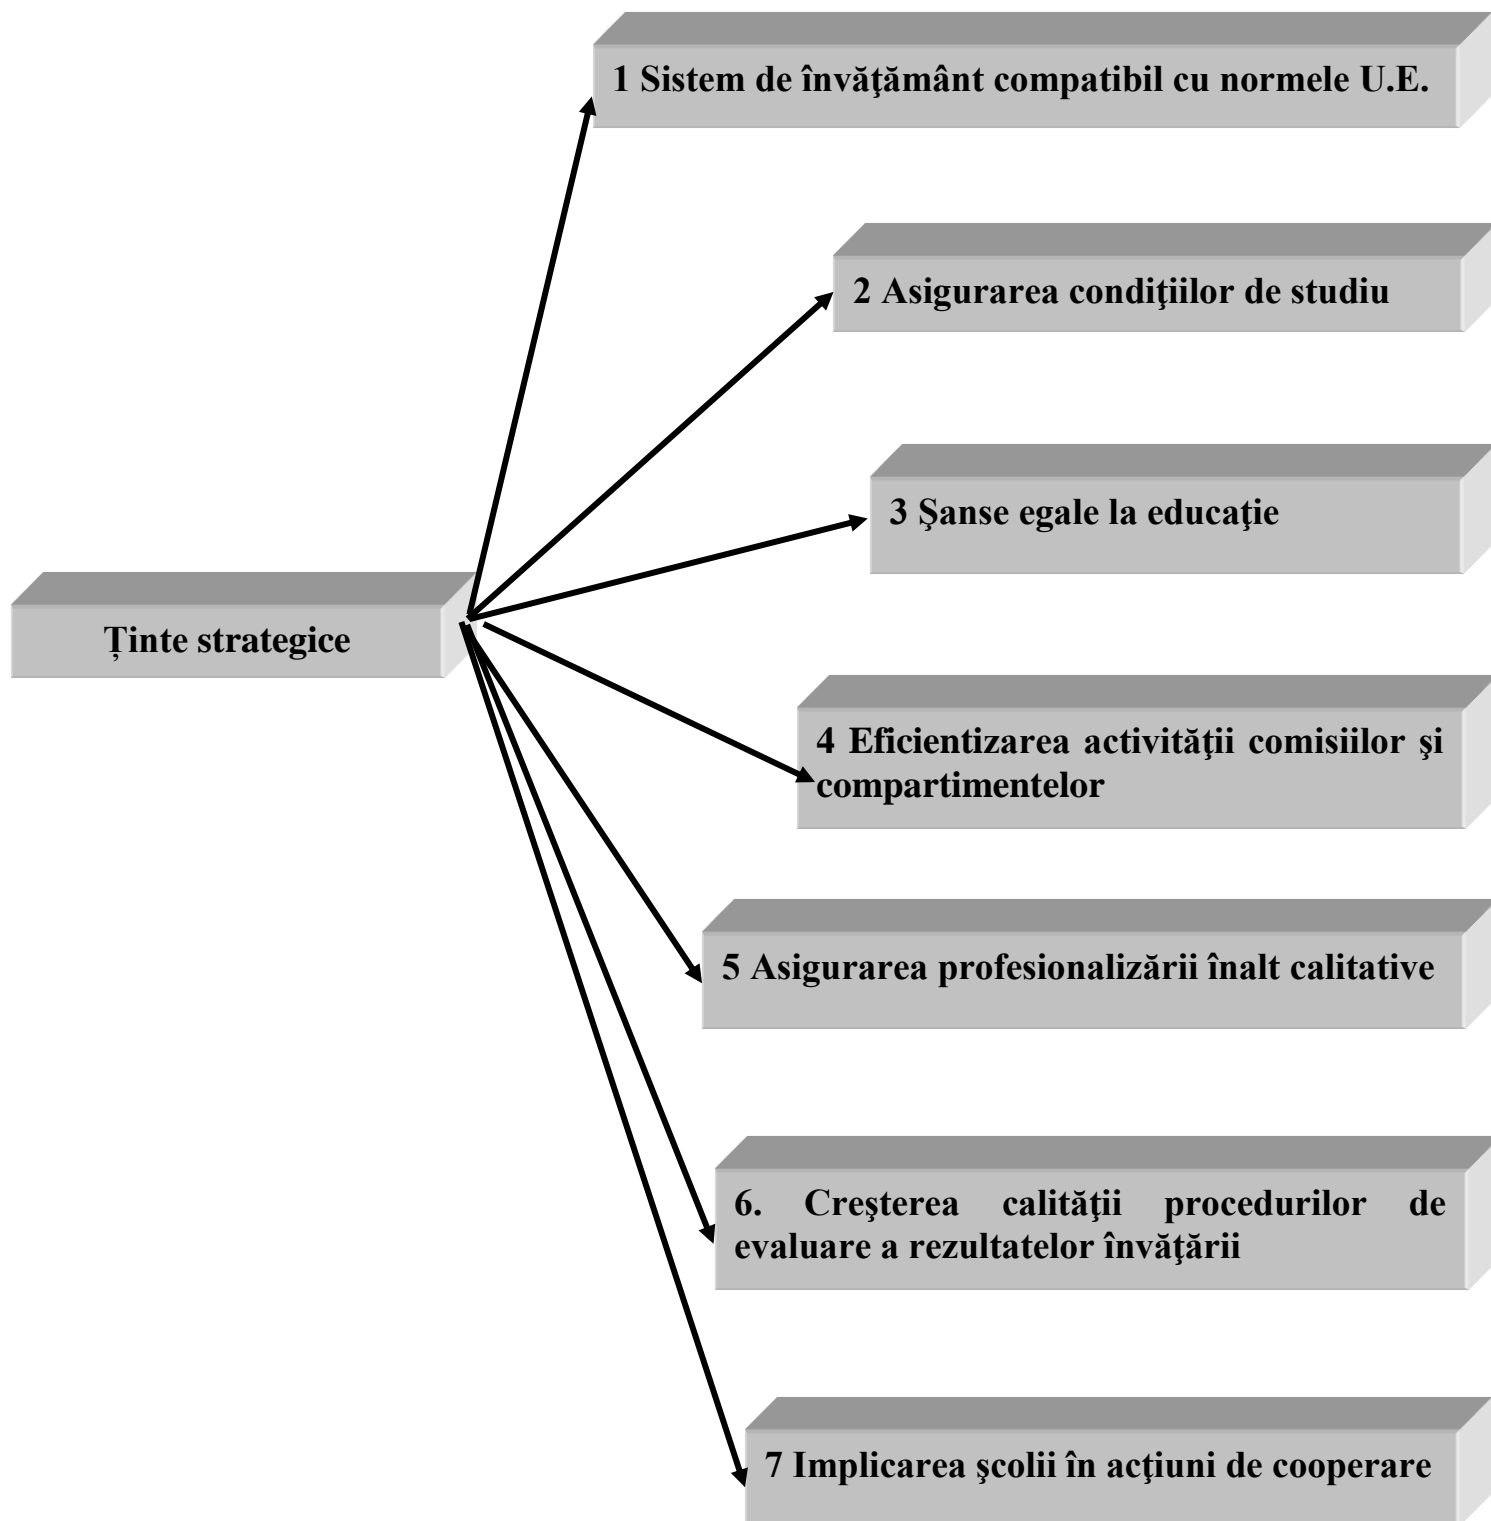 1 Sistem de învăţământ compatibil cu normele U.E.
2 Asigurarea condiţiilor de studiu
3 Şanse egale la educaţie
Ținte strategice
4 Eficientizarea activităţii comisiilor şi
compartimentelor
5 Asigurarea profesionalizării înalt calitative
6. Creşterea calităţii procedurilor de
evaluare a rezultatelor învăţării
7 Implicarea şcolii în acţiuni de cooperare